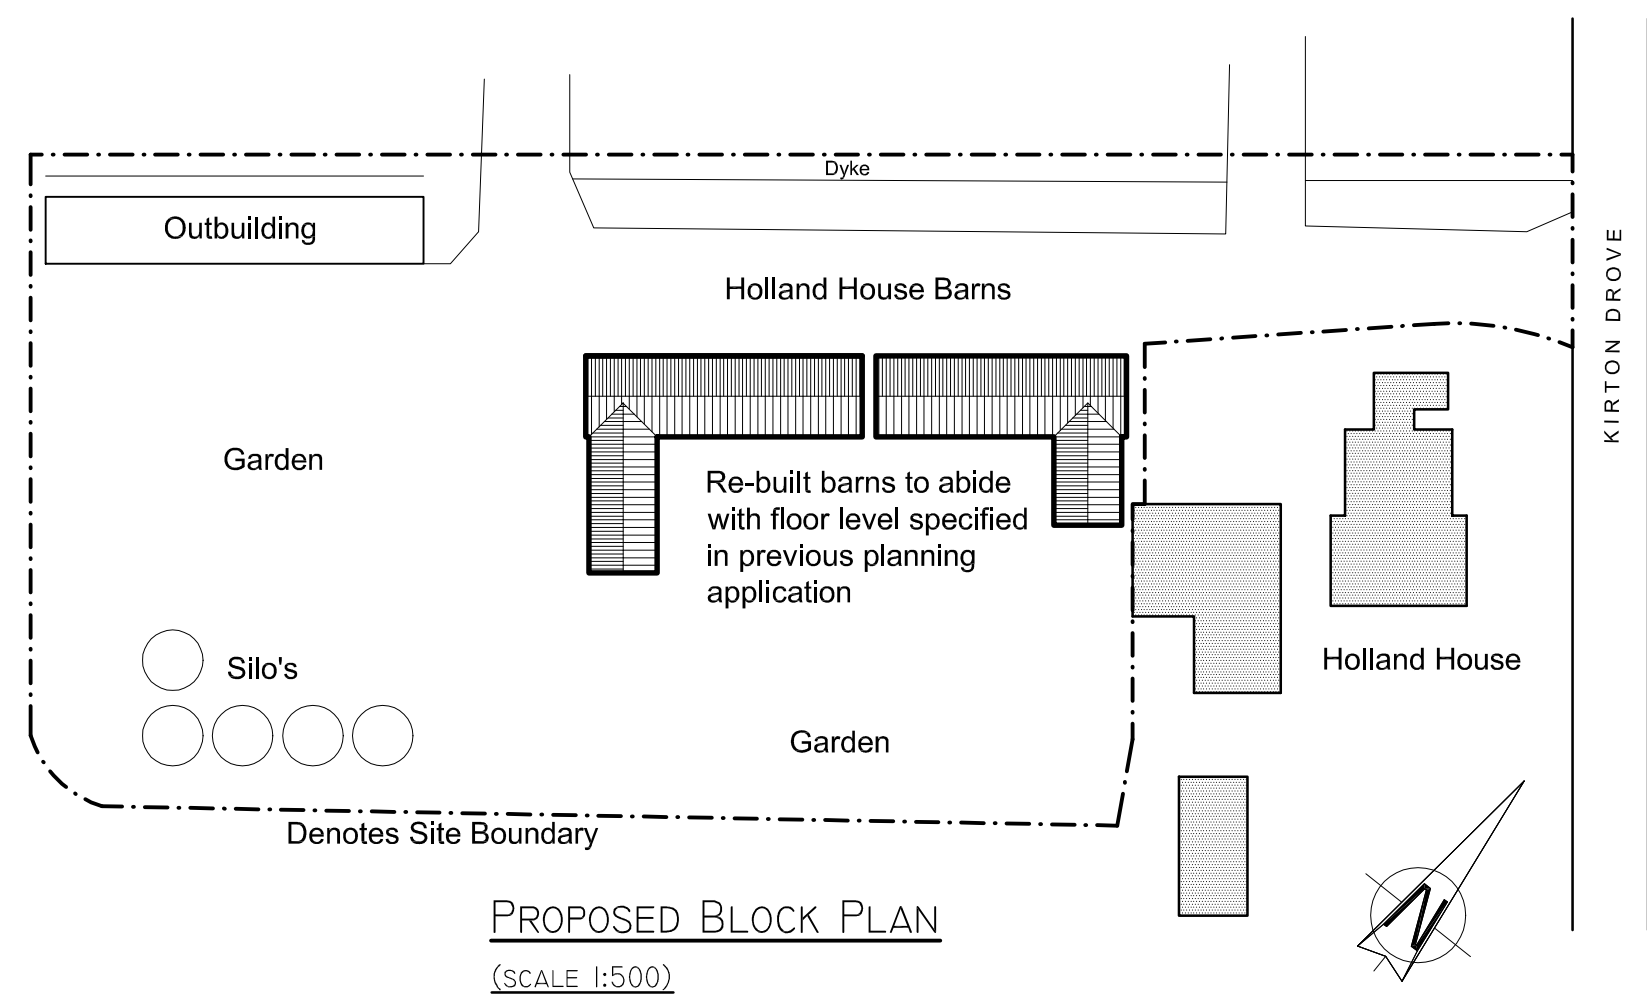 Dyke
Outbuilding
Holland House Barns
KIRTON DROVE
Garden
Re-built barns to abide
with floor level specified
in previous planning
application
Silo's
Holland House
Garden
Denotes Site Boundary
PROPOSED BLOCK PLAN
(SCALE 1:500)
N